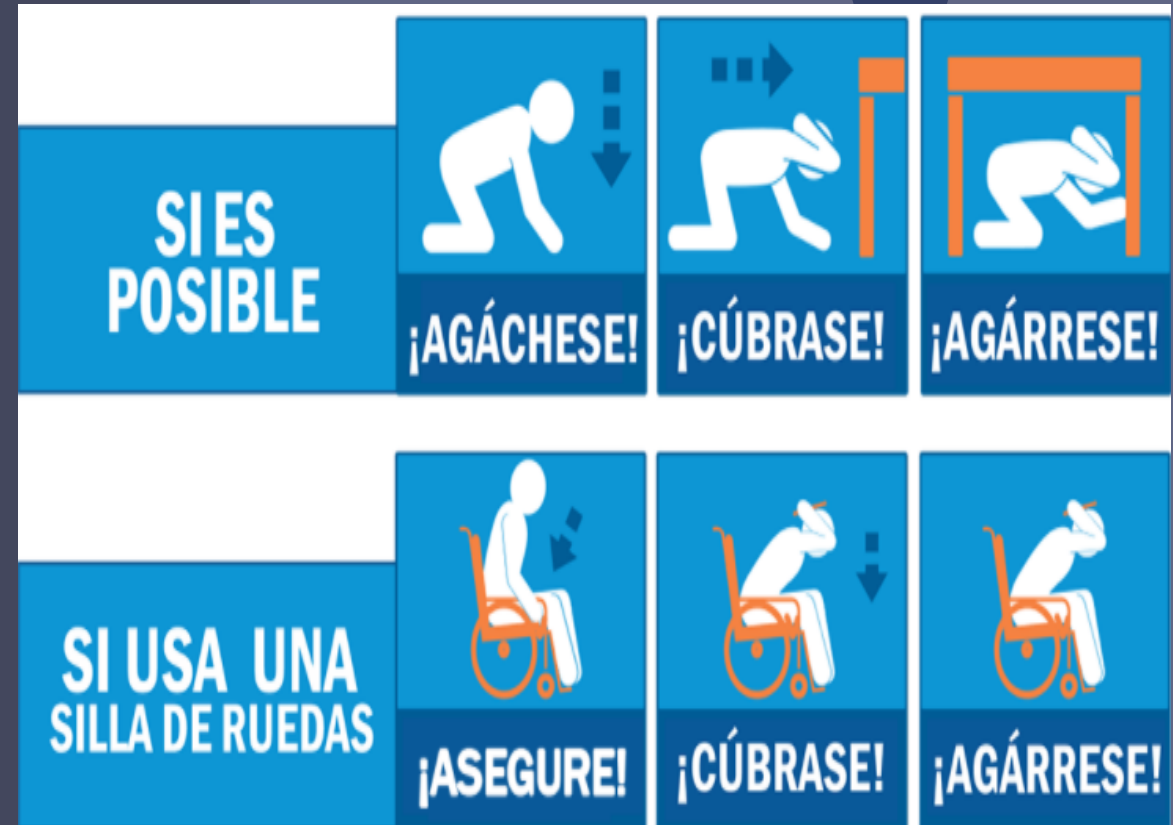 SI ES
POSIBLE
¡AGÁCHESE!
¡CÚBRASE!
¡AGÁRRESE!
SI USA UNA
SILLA DE RUEDAS
¡ASEGURE!
¡CÚBRASE!
¡AGÁRRESE!